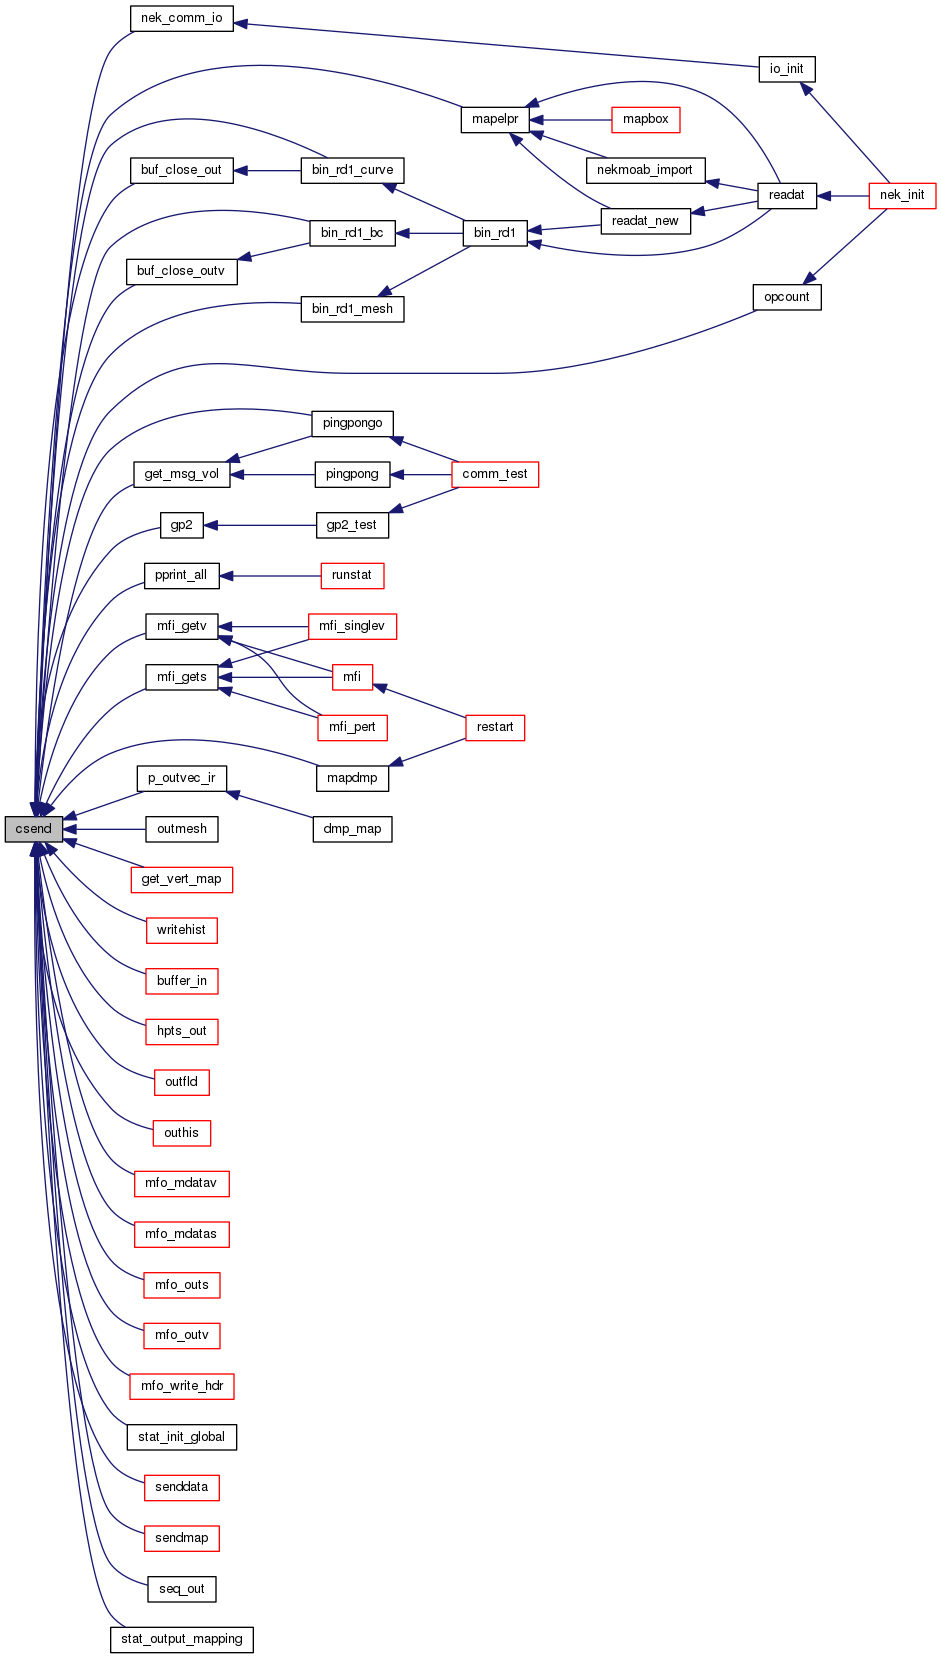 nek_comm_io
io_init
mapelpr
mapbox
buf_close_out
bin_rd1_curve
nekmoab_import
readat
nek_init
readat_new
bin_rd1_bc
bin_rd1
buf_close_outv
opcount
bin_rd1_mesh
pingpongo
get_msg_vol
pingpong
comm_test
gp2
gp2_test
pprint_all
runstat
mfi_getv
mfi_singlev
mfi_gets
mfi
mfi_pert
restart
mapdmp
p_outvec_ir
csend
outmesh
dmp_map
get_vert_map
writehist
buffer_in
hpts_out
outfld
outhis
mfo_mdatav
mfo_mdatas
mfo_outs
mfo_outv
mfo_write_hdr
stat_init_global
senddata
sendmap
seq_out
stat_output_mapping